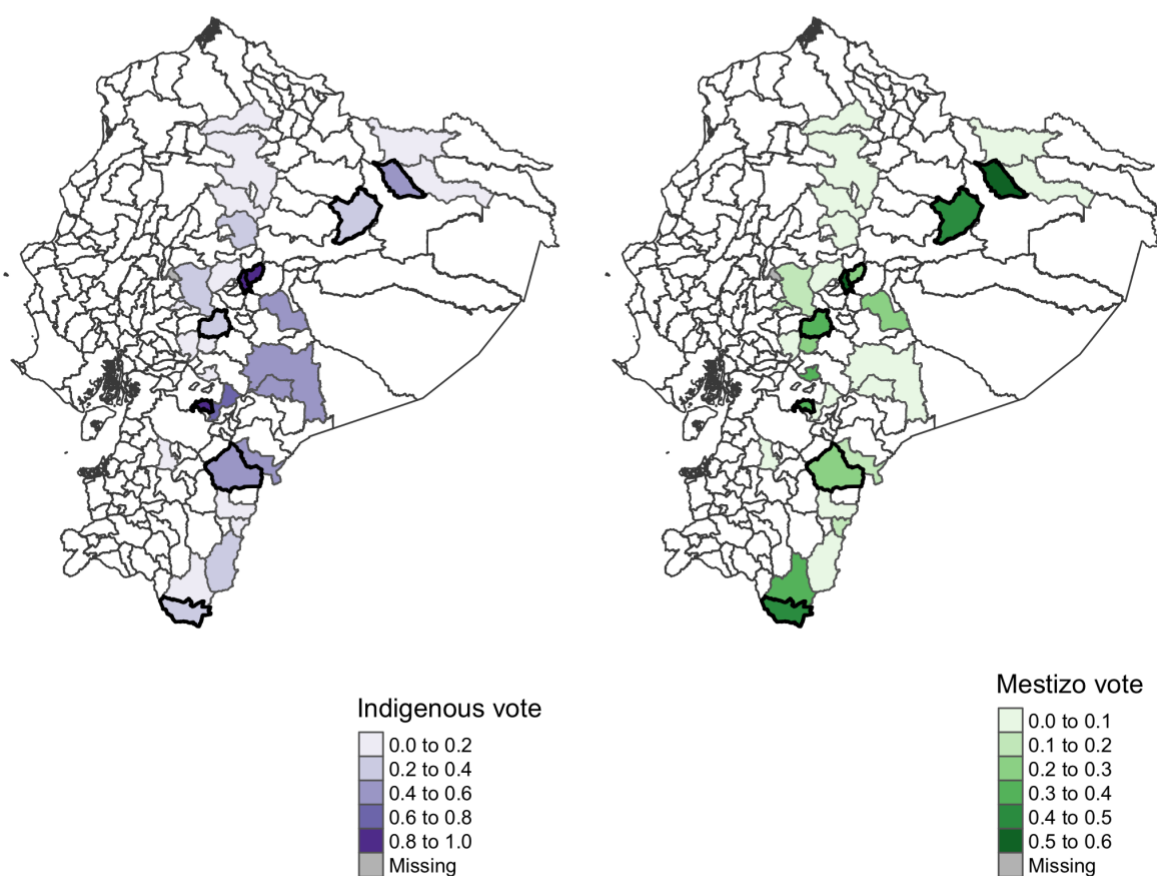 Indigenous vote
0.0 to 0.2
0.2 to 0.4
0.4 to 0.6
0.6 to 0.8
0.8 to 1.0
Missing
Mestizo vote
0.0 to 0.1
0.1 to 0.2
0.2 to 0.3
0.3 to 0.4
0.4 to 0.5
0.5 to 0.6
Missing